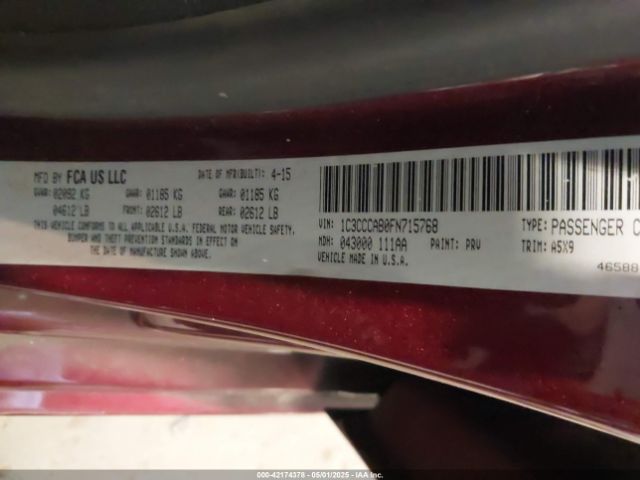 MFD BY FCA US LLC DATE OF MFR(BUILT): 4-15
GVWR: 02092 KG GAWR: 01185 KG GAWR: 01185 KG
04612 LB FRONT: 02612 LB REAR: 02612 LB
THIS VEHICLE CONFORMS TO ALL APPLICABLE U.S.A. FEDERAL MOTOR VEHICLE SAFETY,
BUMPER AND THEFT PREVENTION STANDARDS IN EFFECT ON
THE DATE OF MANUFACTURE SHOWN ABOVE.
VIN: 1C3CCCAB0FN715768 TYPE: PASSENGER C
MDH: 043000 111AA PAINT: PRV TRIM: A5X9
VEHICLE MADE IN U.S.A.
46588
000-42174378 - 05/01/2025 - IAAI.com